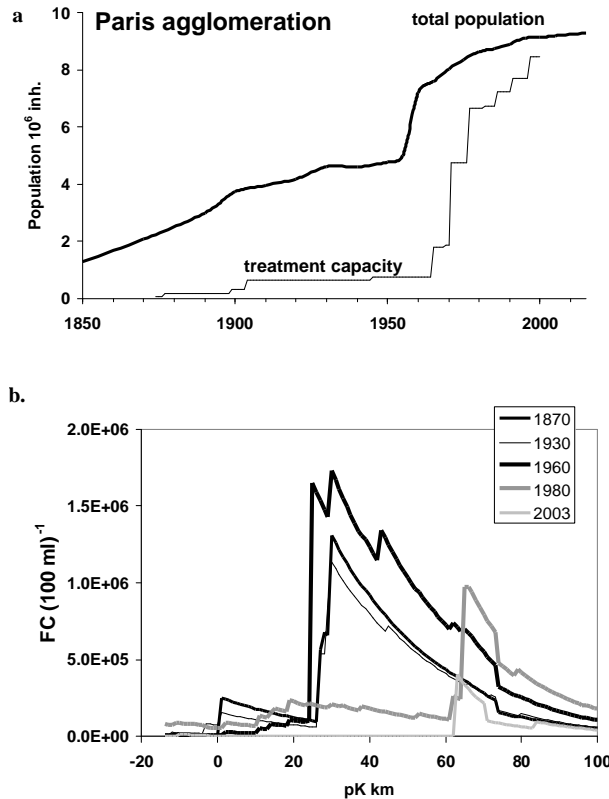 a
Paris agglomeration
total population
treatment capacity
Population 10⁶ inh.
10
8
6
4
2
0
1850 1900 1950 2000
b.
1870
1930
1960
1980
2003
FC (100 ml)⁻¹
2.0E+06
1.5E+06
1.0E+06
5.0E+05
0.0E+00
-20 0 20 40 60 80 100
pK km